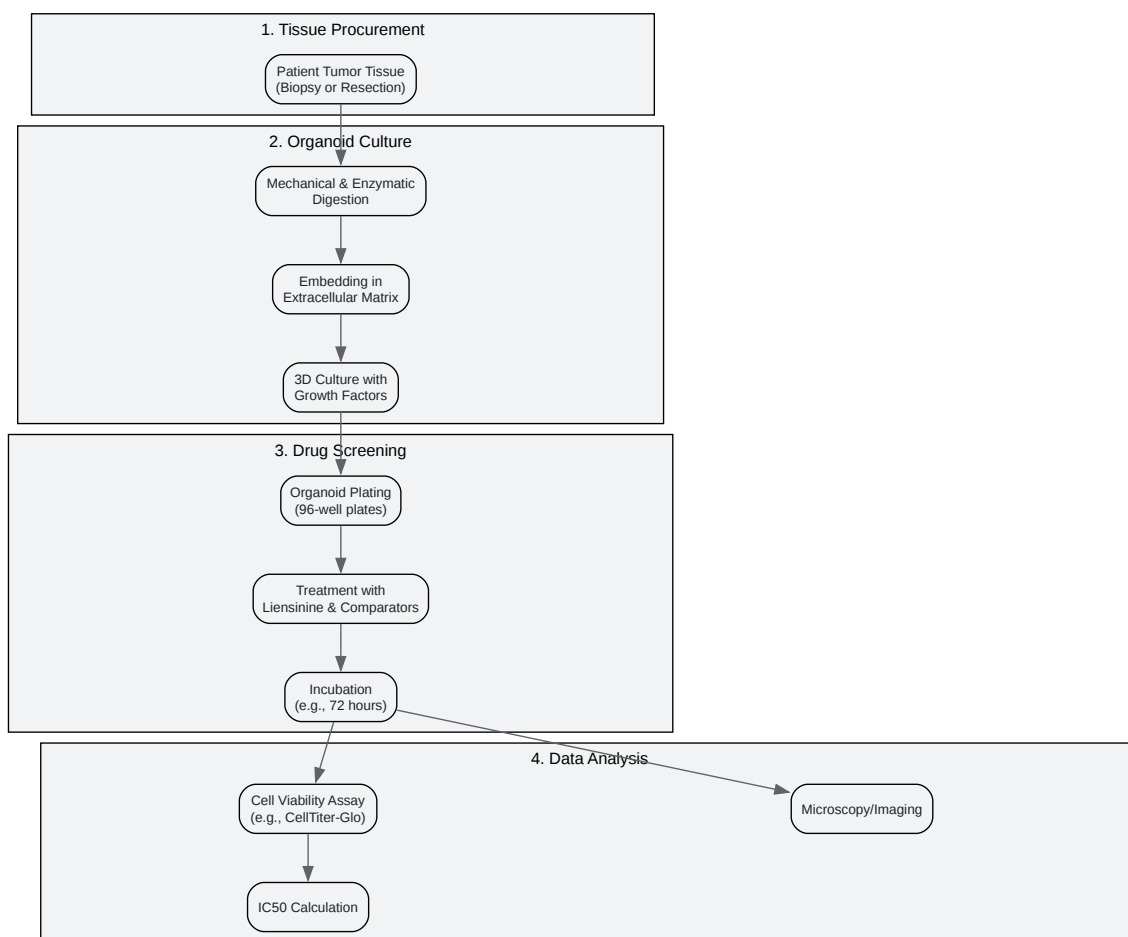 1. Tissue Procurement
Patient Tumor Tissue
(Biopsy or Resection)
2. Organoid Culture
Mechanical & Enzymatic
Digestion
Embedding in
Extracellular Matrix
3D Culture with
Growth Factors
3. Drug Screening
Organoid Plating
(96-well plates)
Treatment with
Liensinine & Comparators
Incubation
(e.g., 72 hours)
4. Data Analysis
Cell Viability Assay
(e.g., CellTiter-Glo)
Microscopy/Imaging
IC50 Calculation